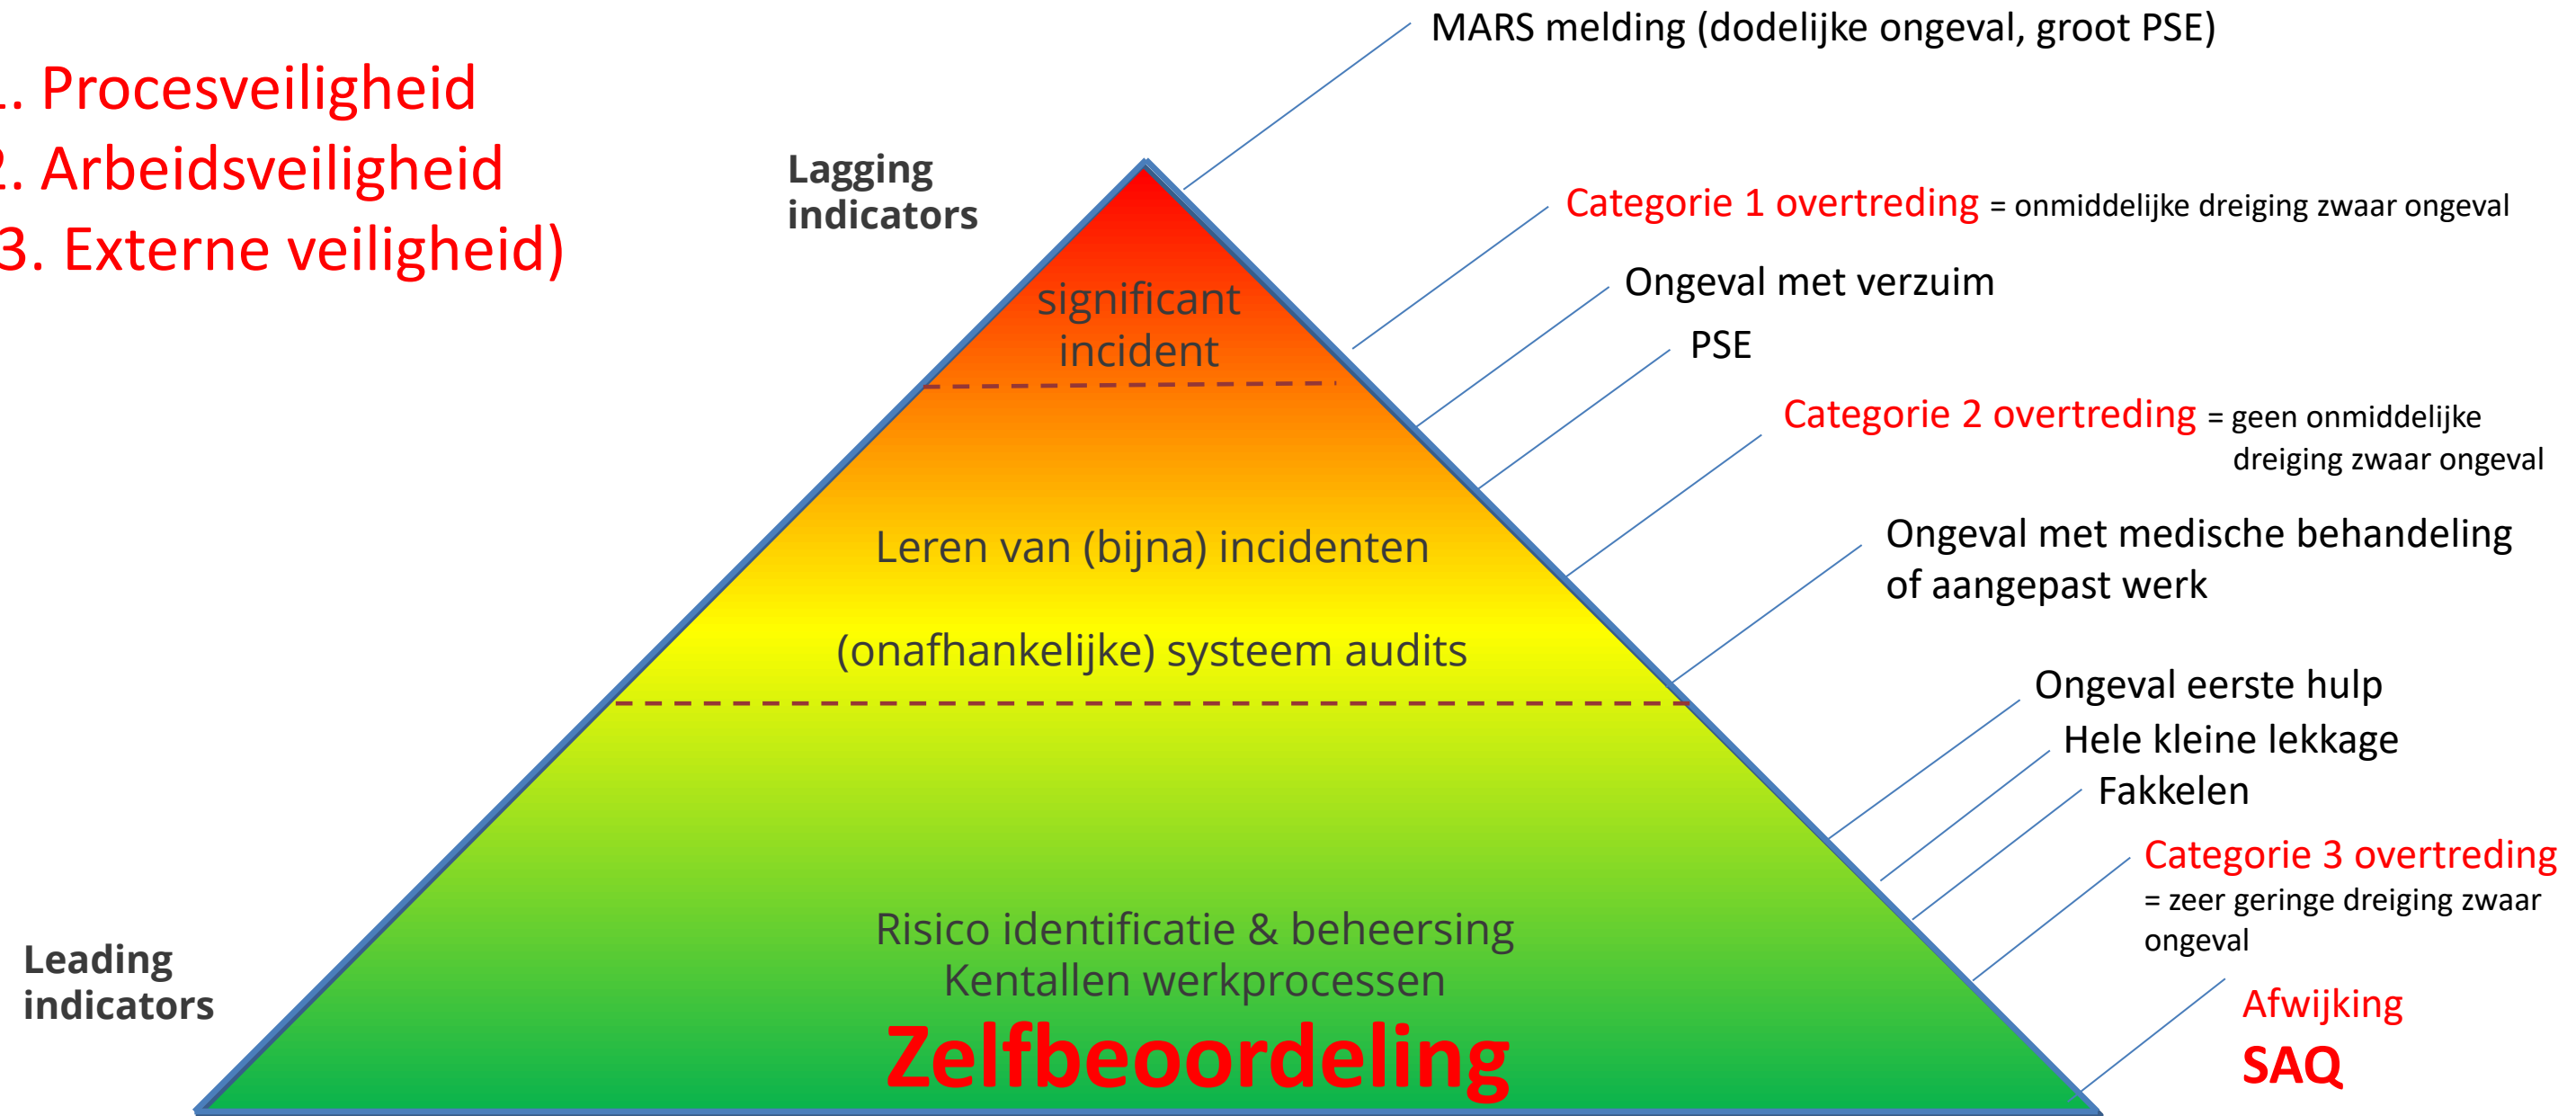 1. Procesveiligheid
2. Arbeidsveiligheid
3. Externe veiligheid)
MARS melding (dodelijke ongeval, groot PSE)
Lagging
indicators
Categorie 1 overtreding = onmiddelijke dreiging zwaar ongeval
Ongeval met verzuim
significant
incident
PSE
Categorie 2 overtreding = geen onmiddelijke
dreiging zwaar ongeval
Leren van (bijna) incidenten
Ongeval met medische behandeling
of aangepast werk
(onafhankelijke) systeem audits
Ongeval eerste hulp
Hele kleine lekkage
Fakkelen
Categorie 3 overtreding
= zeer geringe dreiging zwaar
ongeval
Risico identificatie & beheersing
Kentallen werkprocessen
Zelfbeoordeling
Leading
indicators
Afwijking
SAQ